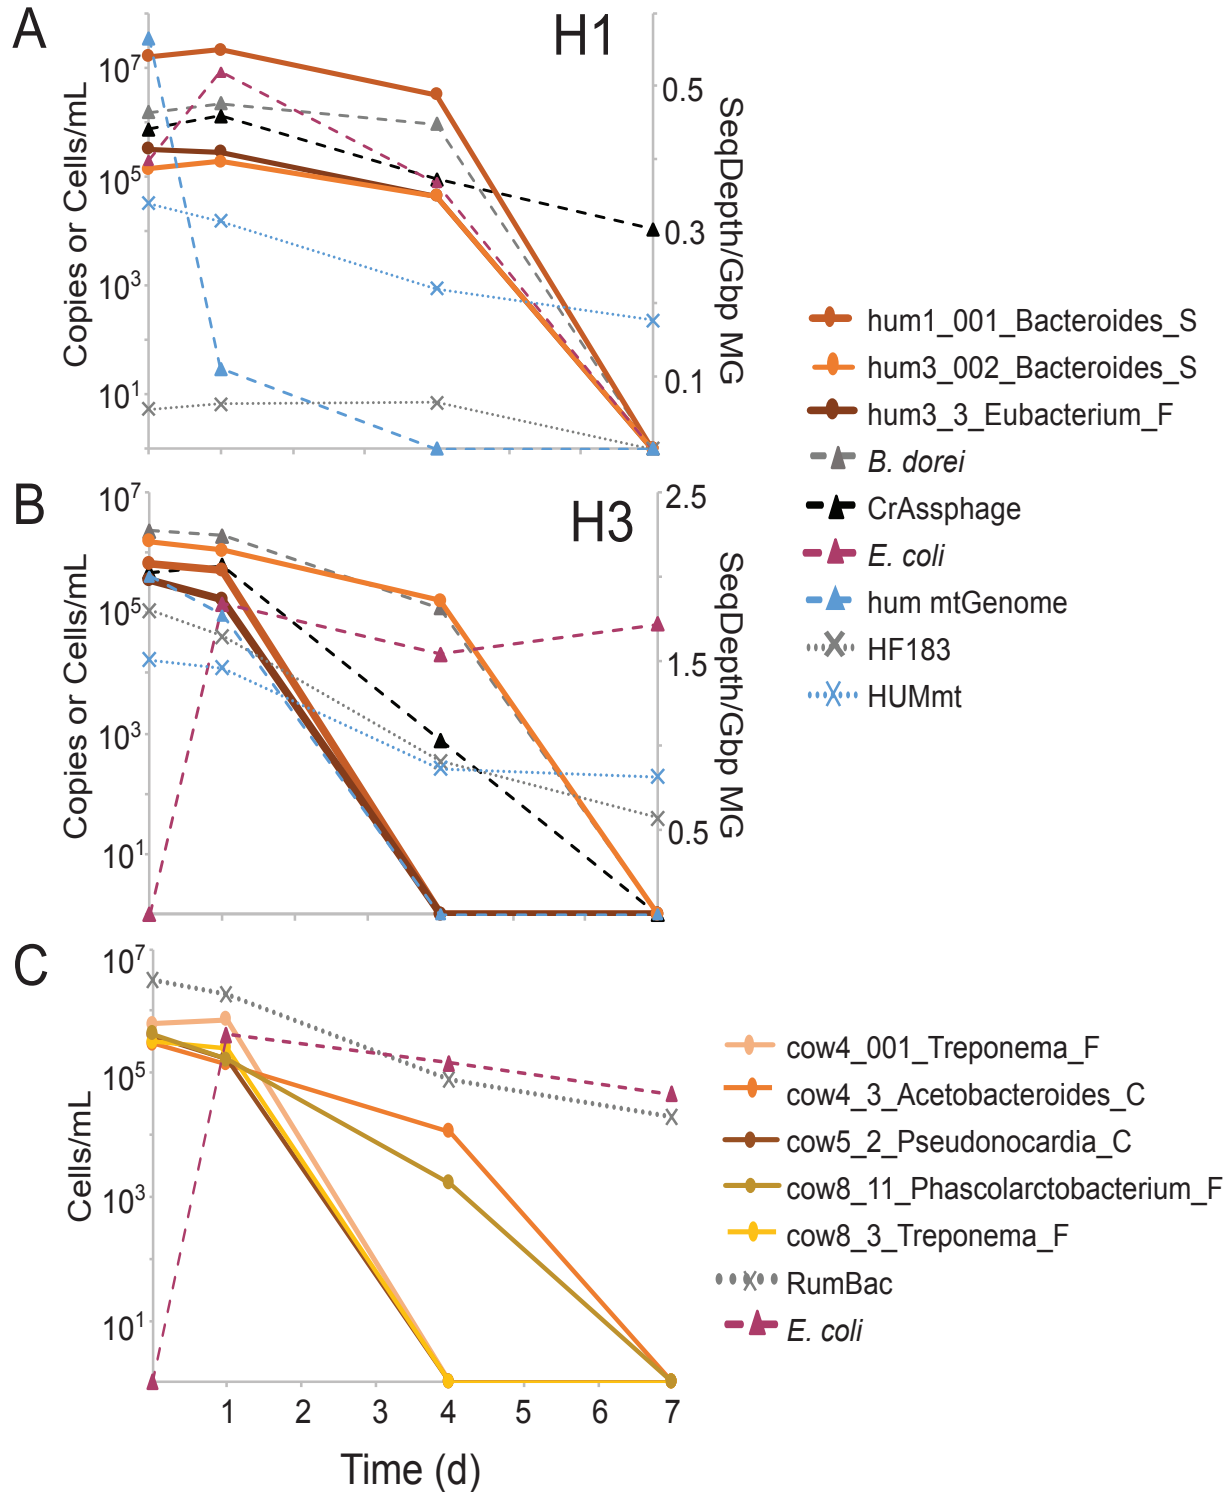 A
H1
10^7
10^5
10^3
10^1
Copies or Cells/mL
0.5
0.3
0.1
SeqDepth/Gbp MG
hum1_001_Bacteroides_S
hum3_002_Bacteroides_S
hum3_3_Eubacterium_F
B. dorei
CrAssphage
E. coli
hum mtGenome
HF183
HUMmt
B
H3
10^7
10^5
10^3
10^1
Copies or Cells/mL
2.5
1.5
0.5
SeqDepth/Gbp MG
C
10^7
10^5
10^3
10^1
Cells/mL
cow4_001_Treponema_F
cow4_3_Acetobacteroides_C
cow5_2_Pseudonocardia_C
cow8_11_Phascolarctobacterium_F
cow8_3_Treponema_F
RumBac
E. coli
1 2 3 4 5 6 7
Time (d)